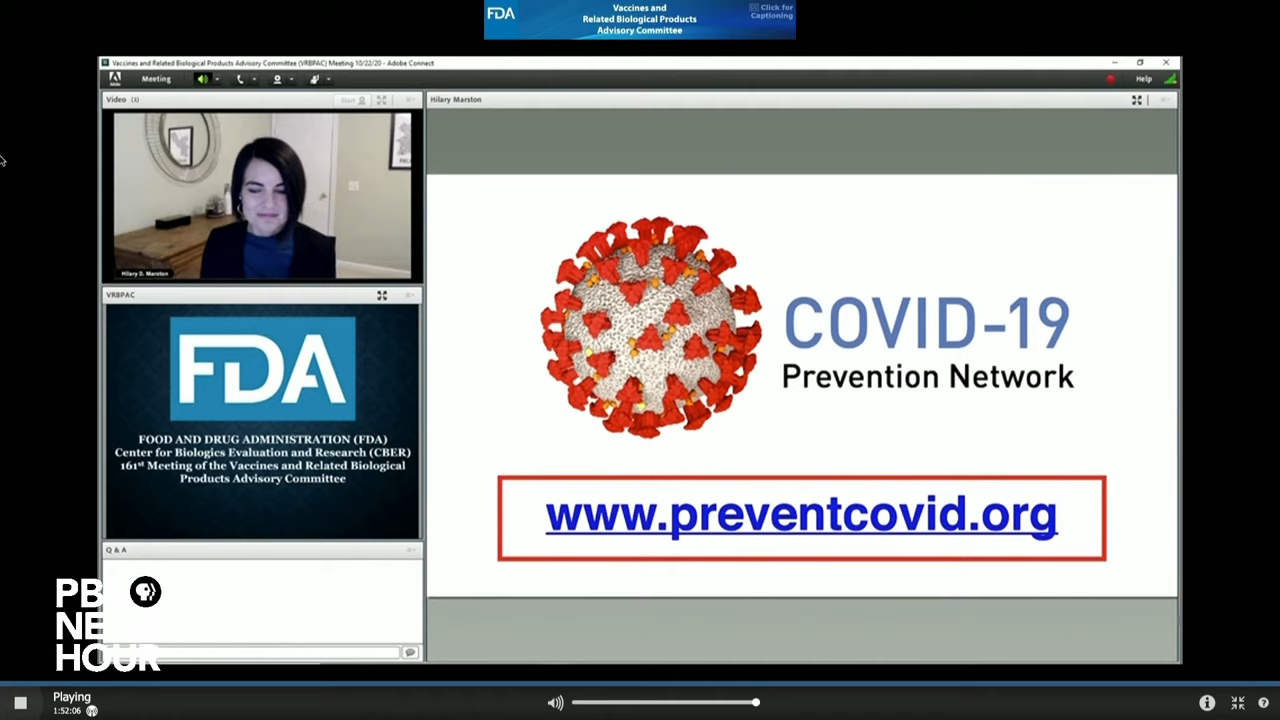 FDA
Vaccines and
Related Biological Products
Advisory Committee
Click for
Captioning
Vaccines and Related Biological Products Advisory Committee (VRBPAC) Meeting 10/22/20 - Adobe Connect
Meeting
Help
Video (3)
Start
Hilary Marston
Hilary D. Marston
VRBPAC
FDA
FOOD AND DRUG ADMINISTRATION (FDA)
Center for Biologics Evaluation and Research (CBER)
161st Meeting of the Vaccines and Related Biological
Products Advisory Committee
COVID-19
Prevention Network
www.preventcovid.org
Q & A
PBS
NEWS
HOUR
Playing
1:52:06